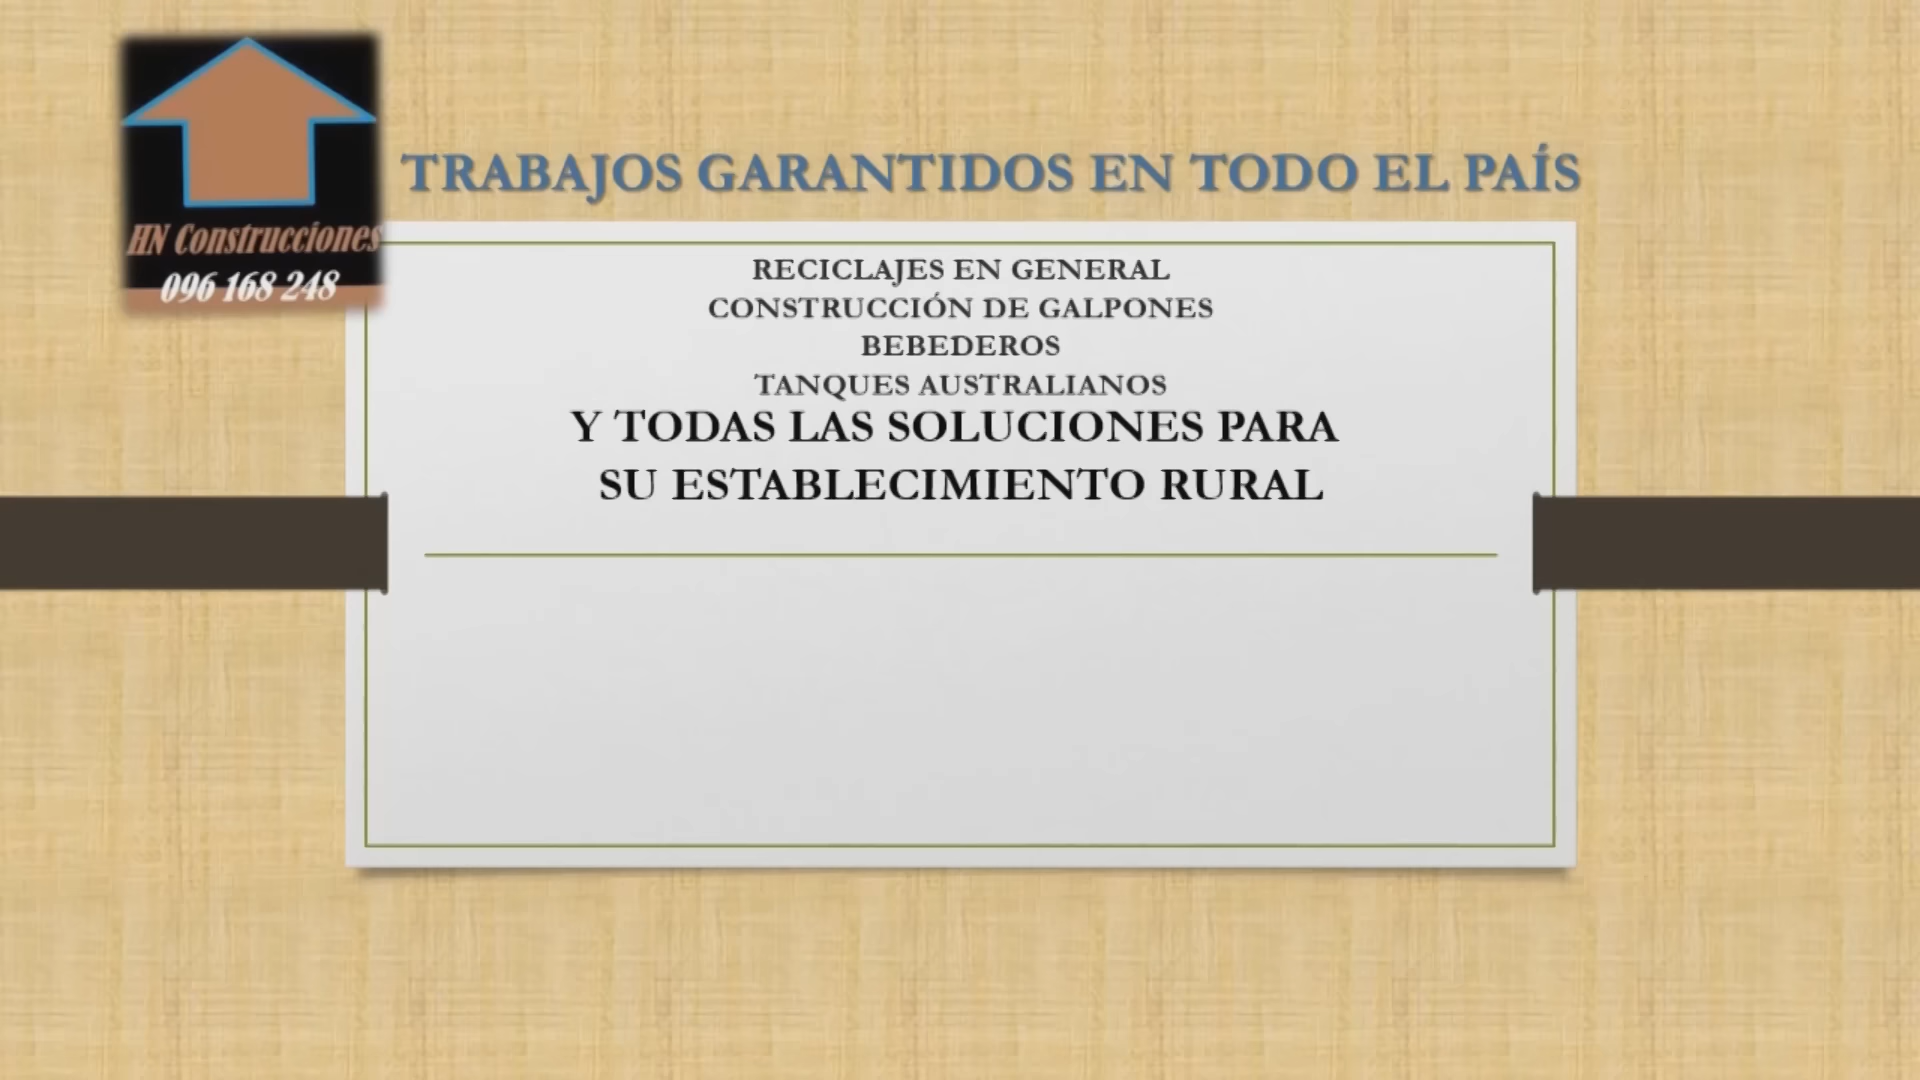 HN Construcciones
096 168 248
TRABAJOS GARANTIDOS EN TODO EL PAÍS
RECICLAJES EN GENERAL
CONSTRUCCIÓN DE GALPONES
BEBEDEROS
TANQUES AUSTRALIANOS
Y TODAS LAS SOLUCIONES PARA
SU ESTABLECIMIENTO RURAL